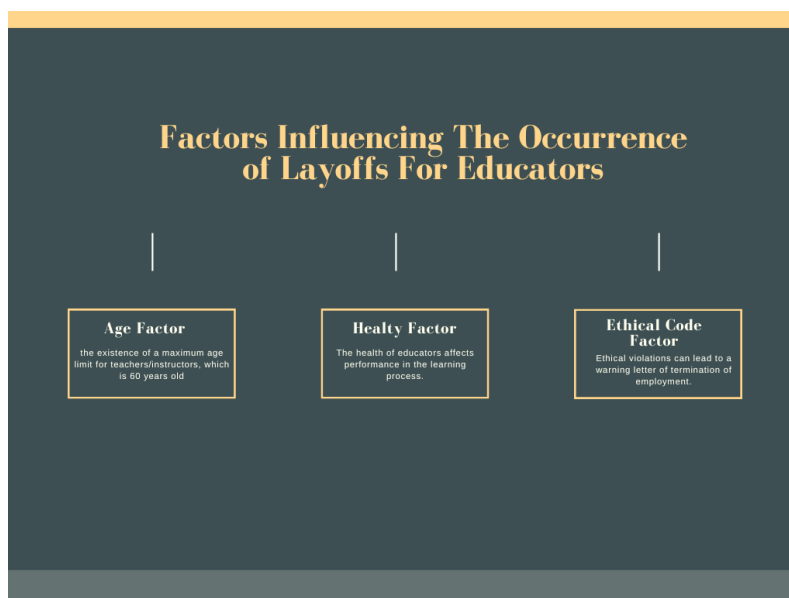 Factors Influencing The Occurrence
of Layoffs For Educators
Age Factor
the existence of a maximum age
limit for teachers/instructors, which
is 60 years old
Healty Factor
The health of educators affects
performance in the learning
process.
Ethical Code
Factor
Ethical violations can lead to a
warning letter of termination of
employment.